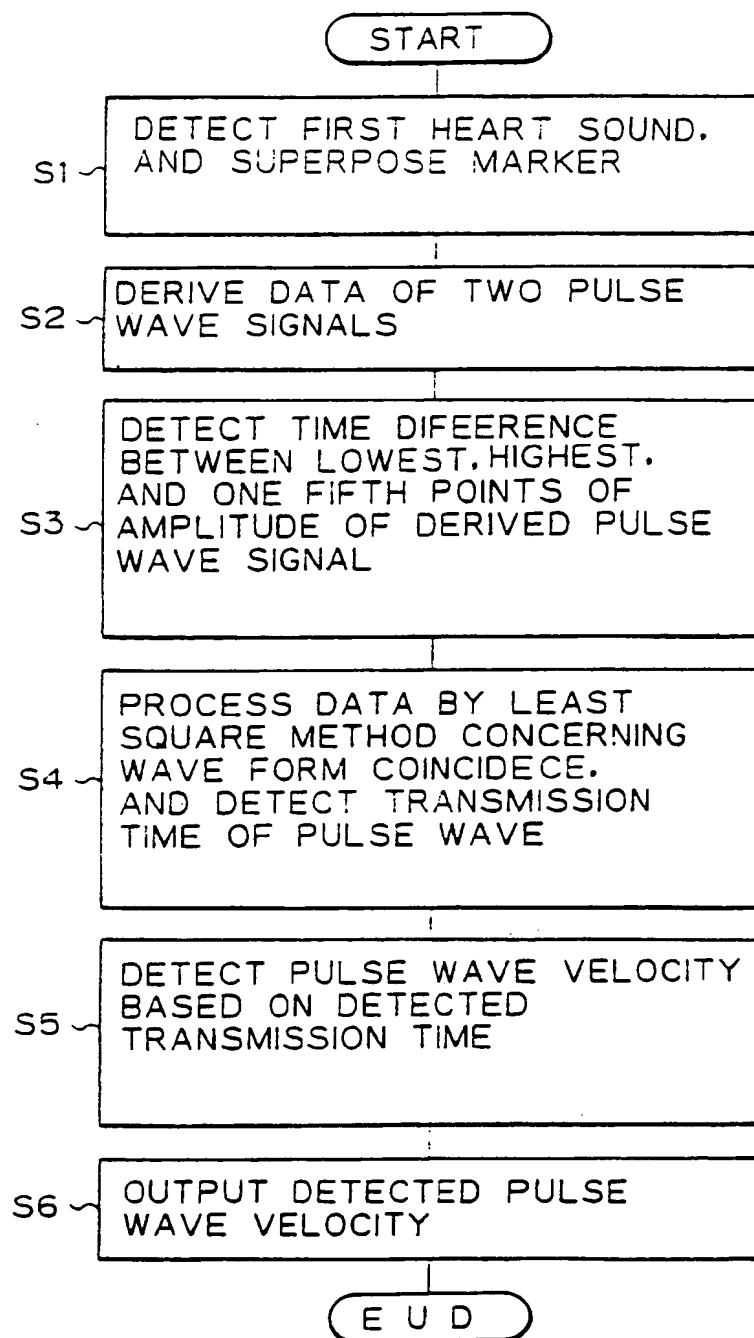 START
S1
DETECT FIRST HEART SOUND.
AND SUPERPOSE MARKER
S2
DERIVE DATA OF TWO PULSE
WAVE SIGNALS
S3
DETECT TIME DIFEERENCE
BETWEEN LOWEST. HIGHEST.
AND ONE FIFTH POINTS OF
AMPLITUDE OF DERIVED PULSE
WAVE SIGNAL
S4
PROCESS DATA BY LEAST
SQUARE METHOD CONCERNING
WAVE FORM COINCIDECE.
AND DETECT TRANSMISSION
TIME OF PULSE WAVE
S5
DETECT PULSE WAVE VELOCITY
BASED ON DETECTED
TRANSMISSION TIME
S6
OUTPUT DETECTED PULSE
WAVE VELOCITY
E U D